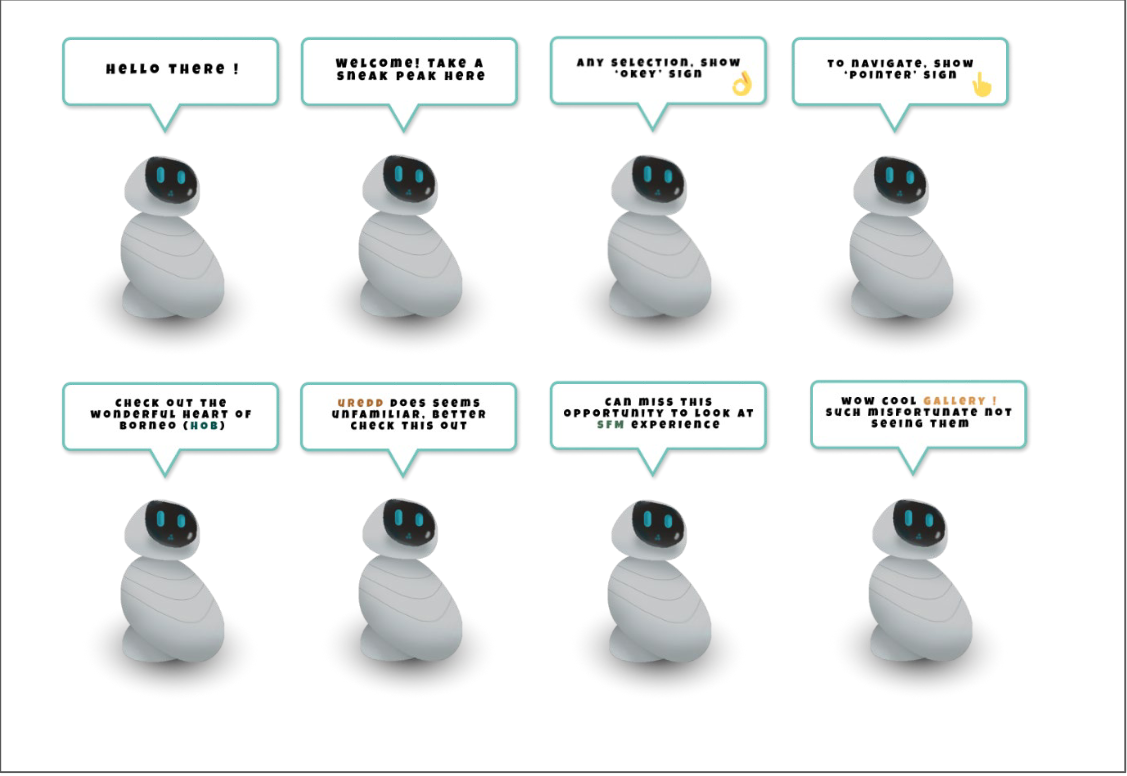 HELLO THERE !
WELCOME! TAKE A
SNEAK PEAK HERE
ANY SELECTION, SHOW
'OKEY' SIGN
TO NAVIGATE, SHOW
'POINTER' SIGN
CHECK OUT THE
WONDERFUL HEART OF
BORNEO (HOB)
UREDD DOES SEEMS
UNFAMILIAR, BETTER
CHECK THIS OUT
CAN MISS THIS
OPPORTUNITY TO LOOK AT
SFM EXPERIENCE
WOW COOL GALLERY !
SUCH MISFORTUNATE NOT
SEEING THEM